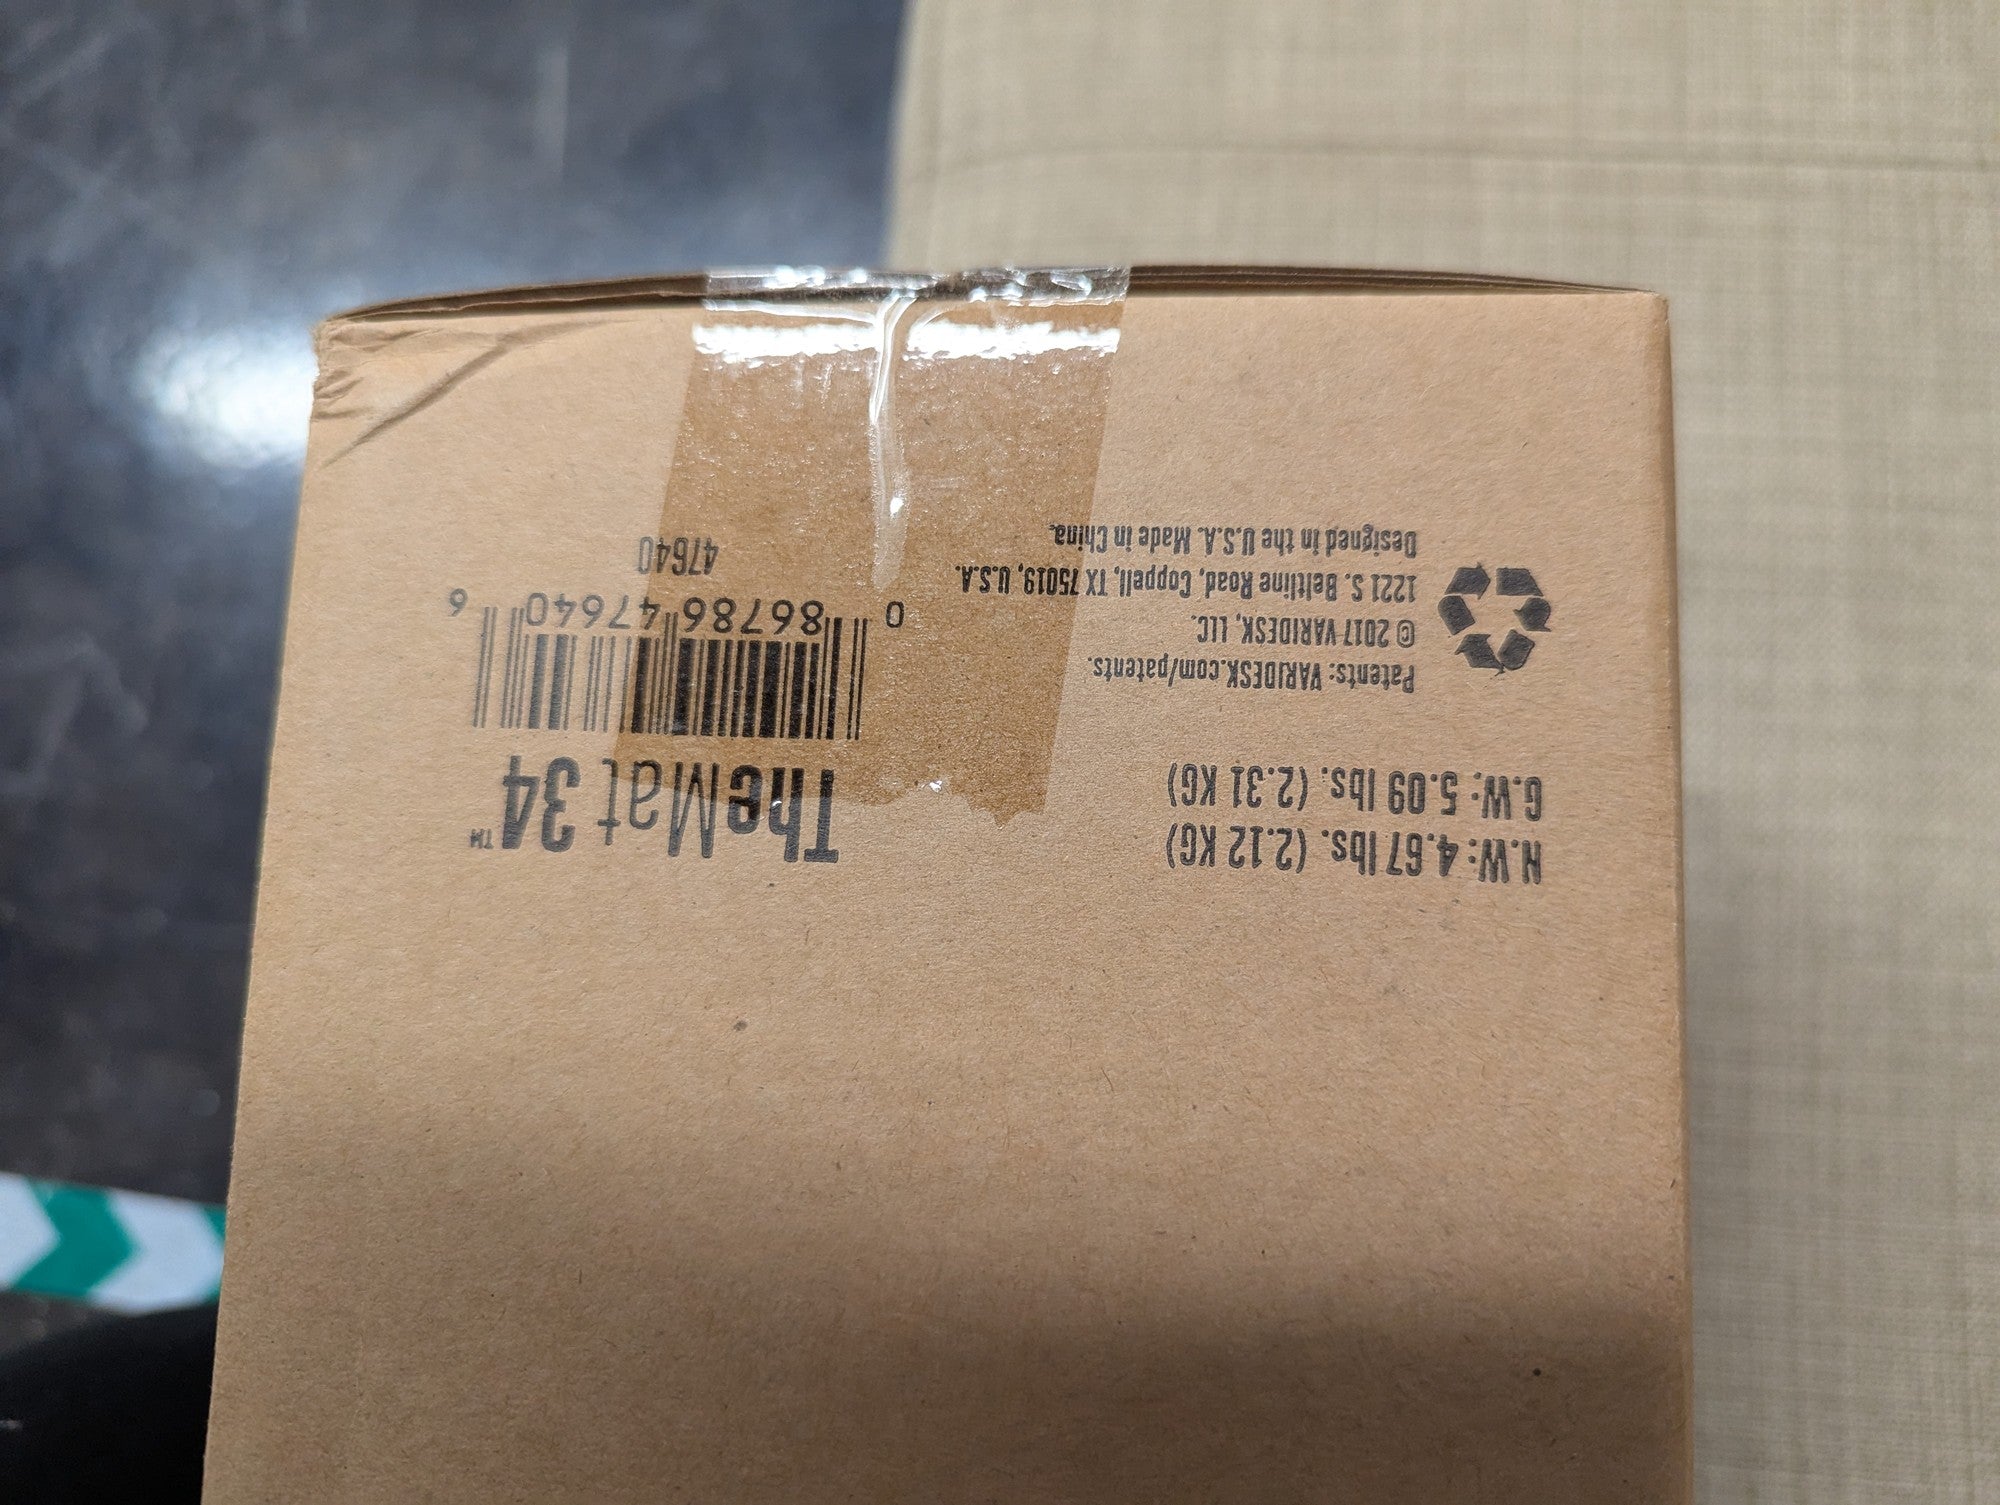 N.W: 4.67 lbs. (2.12 KG)
G.W: 5.09 lbs. (2.31 KG)
Patents: VARIDESK.com/patents.
© 2017 VARIDESK, LLC.
1221 S. Beltline Road, Coppell, TX 75019, U.S.A.
Designed in the U.S.A. Made in China.
TheMat 34™
0 86786 47640 6
47640